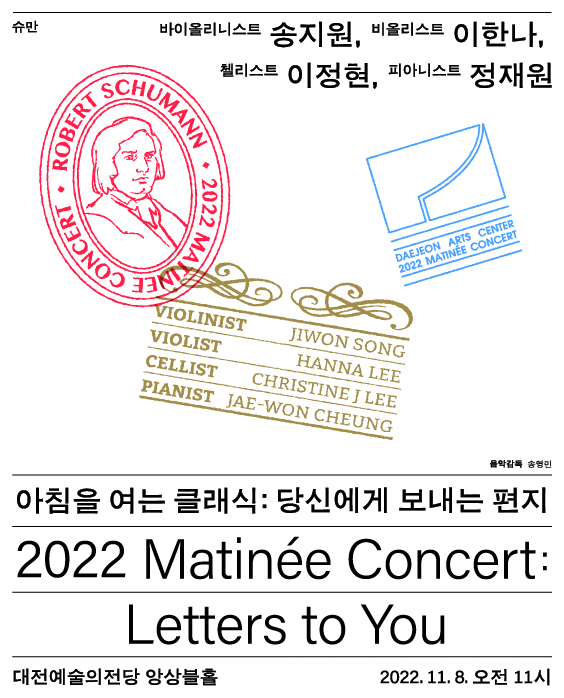 슈만
바이올리니스트 송지원, 비올리스트 이한나,
첼리스트 이정현, 피아니스트 정재원
ROBERT SCHUMANN • 2022 MATINÉE CONCERT •
DAEJEON ARTS CENTER
2022 MATINÉE CONCERT
VIOLINIST JIWON SONG
VIOLIST HANNA LEE
CELLIST CHRISTINE J LEE
PIANIST JAE-WON CHEUNG
음악감독 송영민
아침을 여는 클래식: 당신에게 보내는 편지
2022 Matinée Concert:
Letters to You
대전예술의전당 앙상블홀 2022. 11. 8. 오전 11시